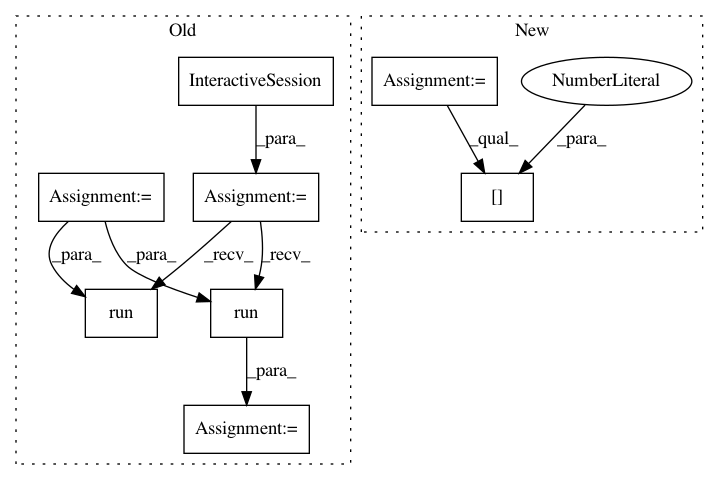 Old
New
InteractiveSession
Assignment:=
NumberLiteral
_para_
_qual_
_para_
Assignment:=
Assignment:=
[]
_para_
_para_
_recv_
_recv_
run
run
_para_
Assignment:=